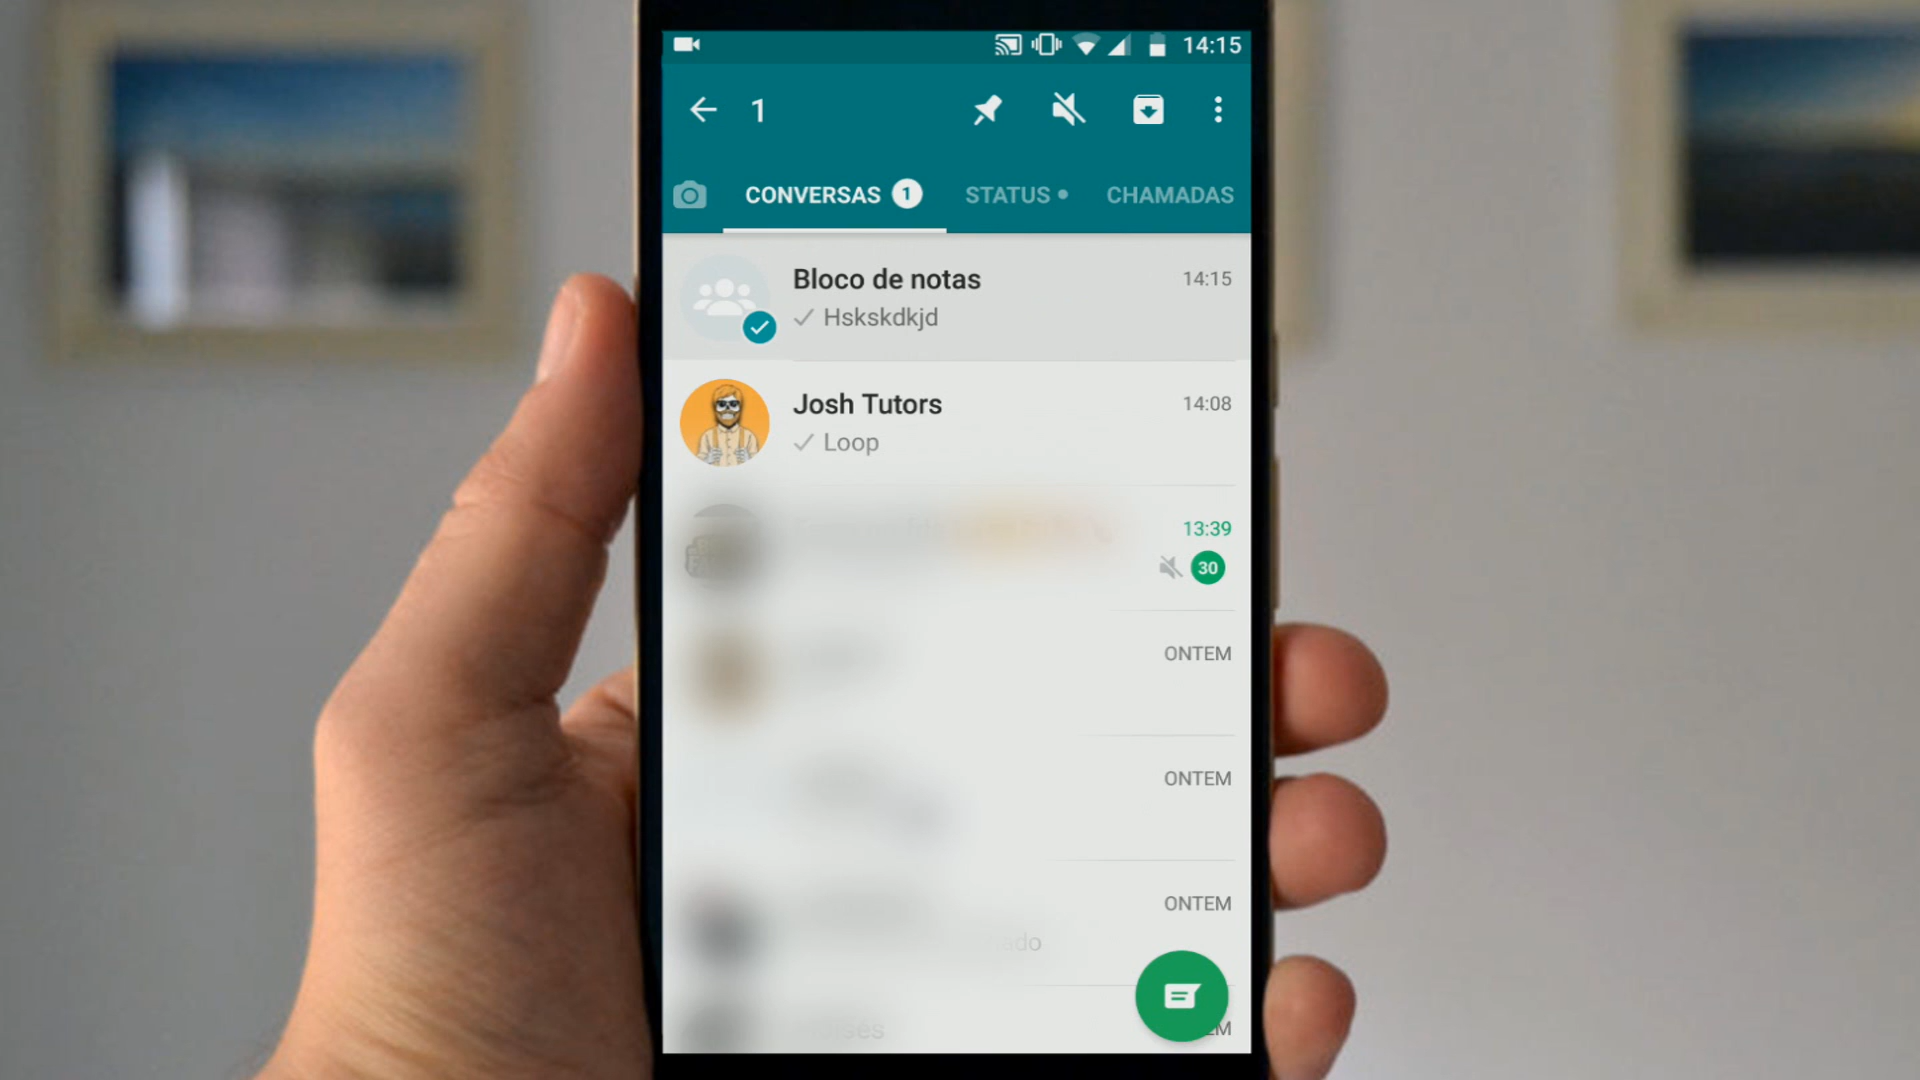 14:15
1
CONVERSAS 1
STATUS
CHAMADAS
Bloco de notas
14:15
Hskskdkjd
Josh Tutors
14:08
Loop
13:39
30
ONTEM
ONTEM
ONTEM